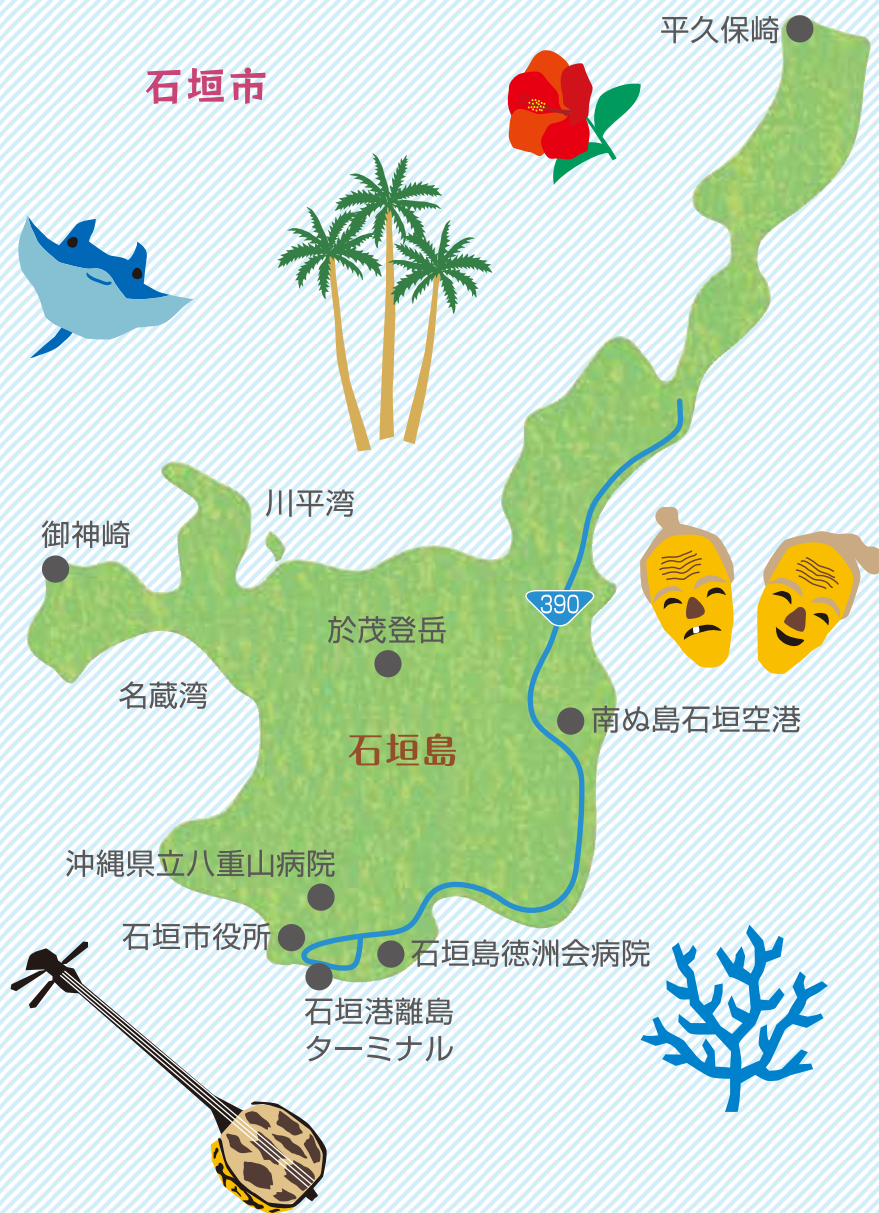 平久保崎
石垣市
川平湾
御神崎
390
於茂登岳
名蔵湾
南ぬ島石垣空港
石垣島
沖縄県立八重山病院
石垣市役所
石垣島徳洲会病院
石垣港離島
ターミナル